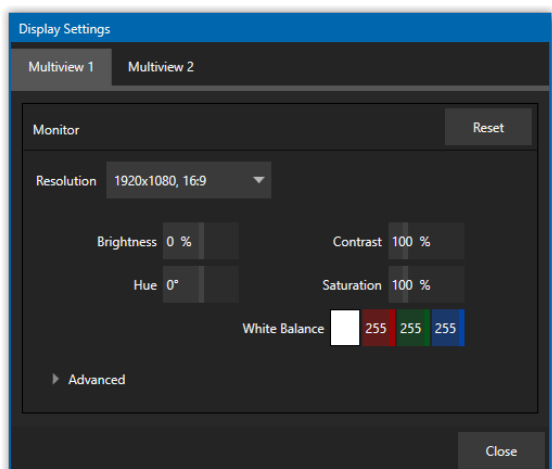 Display Settings
Multiview 1 Multiview 2
Monitor Reset
Resolution 1920x1080, 16:9
Brightness 0 % Contrast 100 %
Hue 0° Saturation 100 %
White Balance 255 255 255
Advanced
Close